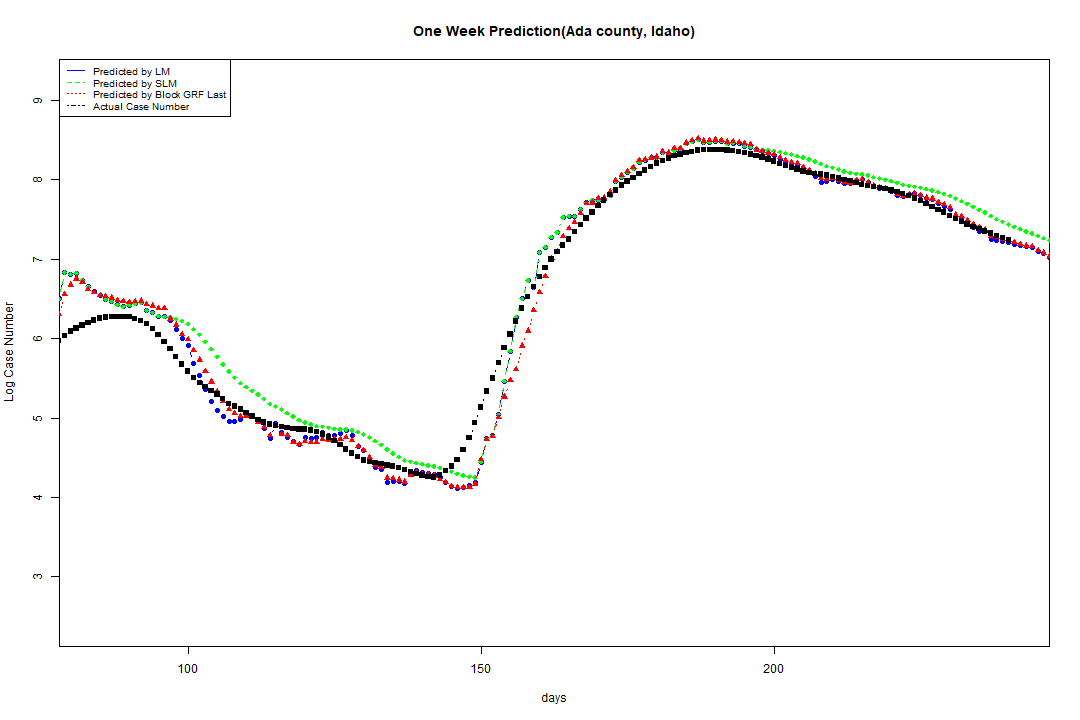 One Week Prediction(Ada county, Idaho)
Predicted by LM
Predicted by SLM
Predicted by Block GRF Last
Actual Case Number
9
8
7
6
5
4
3
Log Case Number
100 150 200
days